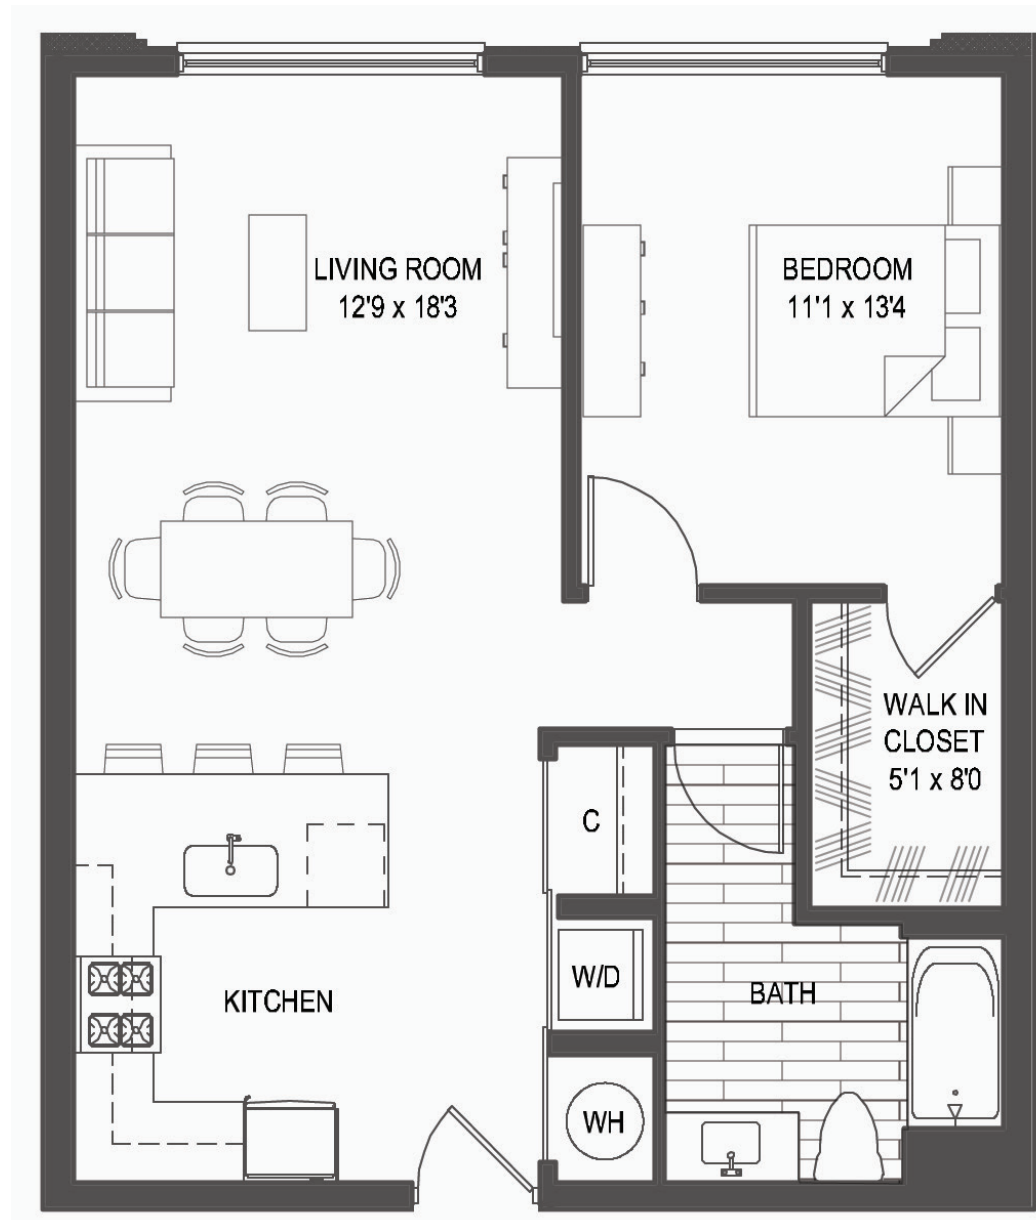 LIVING ROOM
12'9 x 18'3
BEDROOM
11'1 x 13'4
WALK IN
CLOSET
5'1 x 8'0
C
W/D
KITCHEN
BATH
WH